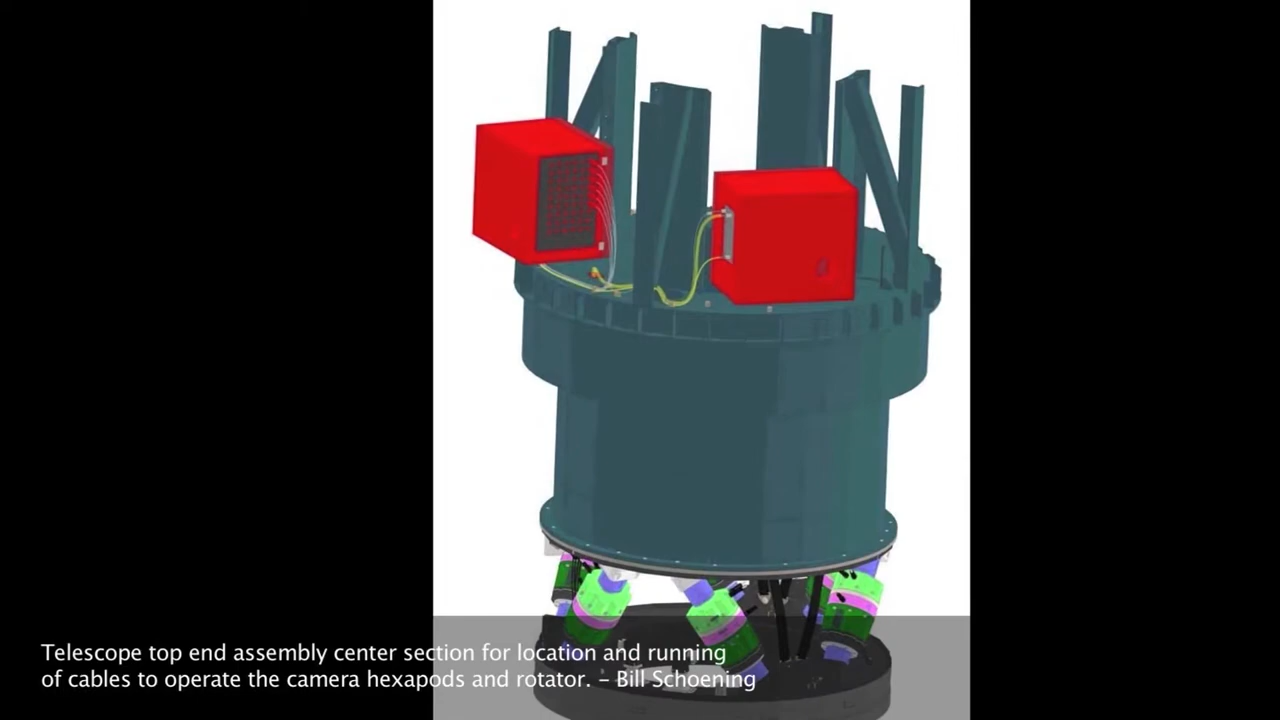 Telescope top end assembly center section for location and running
of cables to operate the camera hexapods and rotator. – Bill Schoening